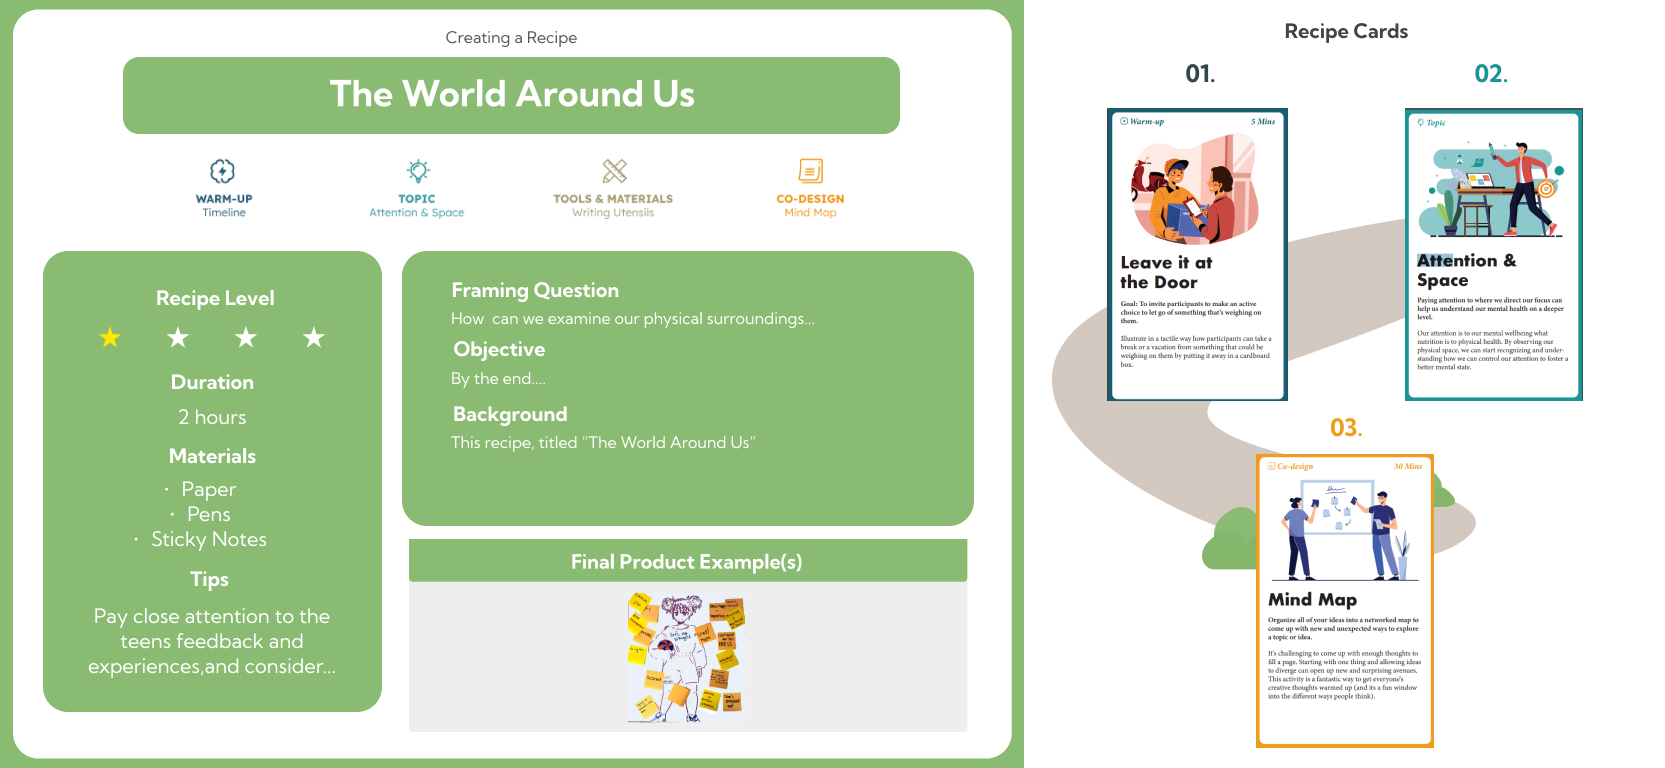 Creating a Recipe
The World Around Us
WARM-UP
Timeline
TOPIC
Attention & Space
TOOLS & MATERIALS
Writing Utensils
CO-DESIGN
Mind Map
Recipe Level
Duration
2 hours
Materials
· Paper
· Pens
· Sticky Notes
Tips
Pay close attention to the
teens feedback and
experiences,and consider...
Framing Question
How can we examine our physical surroundings...
Objective
By the end....
Background
This recipe, titled “The World Around Us”
Final Product Example(s)
Recipe Cards
01.
Warm-up 5 Mins
Leave it at
the Door
Goal: To invite participants to make an active
choice to let go of something that's weighing on
them.
Illustrate in a tactile way how participants can take a
break or a vacation from something that could be
weighing on them by putting it away in a cardboard
box.
02.
Topic
Attention &
Space
Paying attention to where we direct our focus can
help us understand our mental health on a deeper
level.
Our attention is to our mental wellbeing what
nutrition is to physical health. By observing our
physical space, we can start recognizing and under-
standing how we can control our attention to foster a
better mental state.
03.
Co-design 30 Mins
Mind Map
Organize all of your ideas into a networked map to
come up with new and unexpected ways to explore
a topic or idea.
It's challenging to come up with enough thoughts to
fill a page. Starting with one thing and allowing ideas
to diverge can open up new and surprising avenues.
This activity is a fantastic way to get everyone's
creative thoughts warmed up (and its a fun window
into the different ways people think).